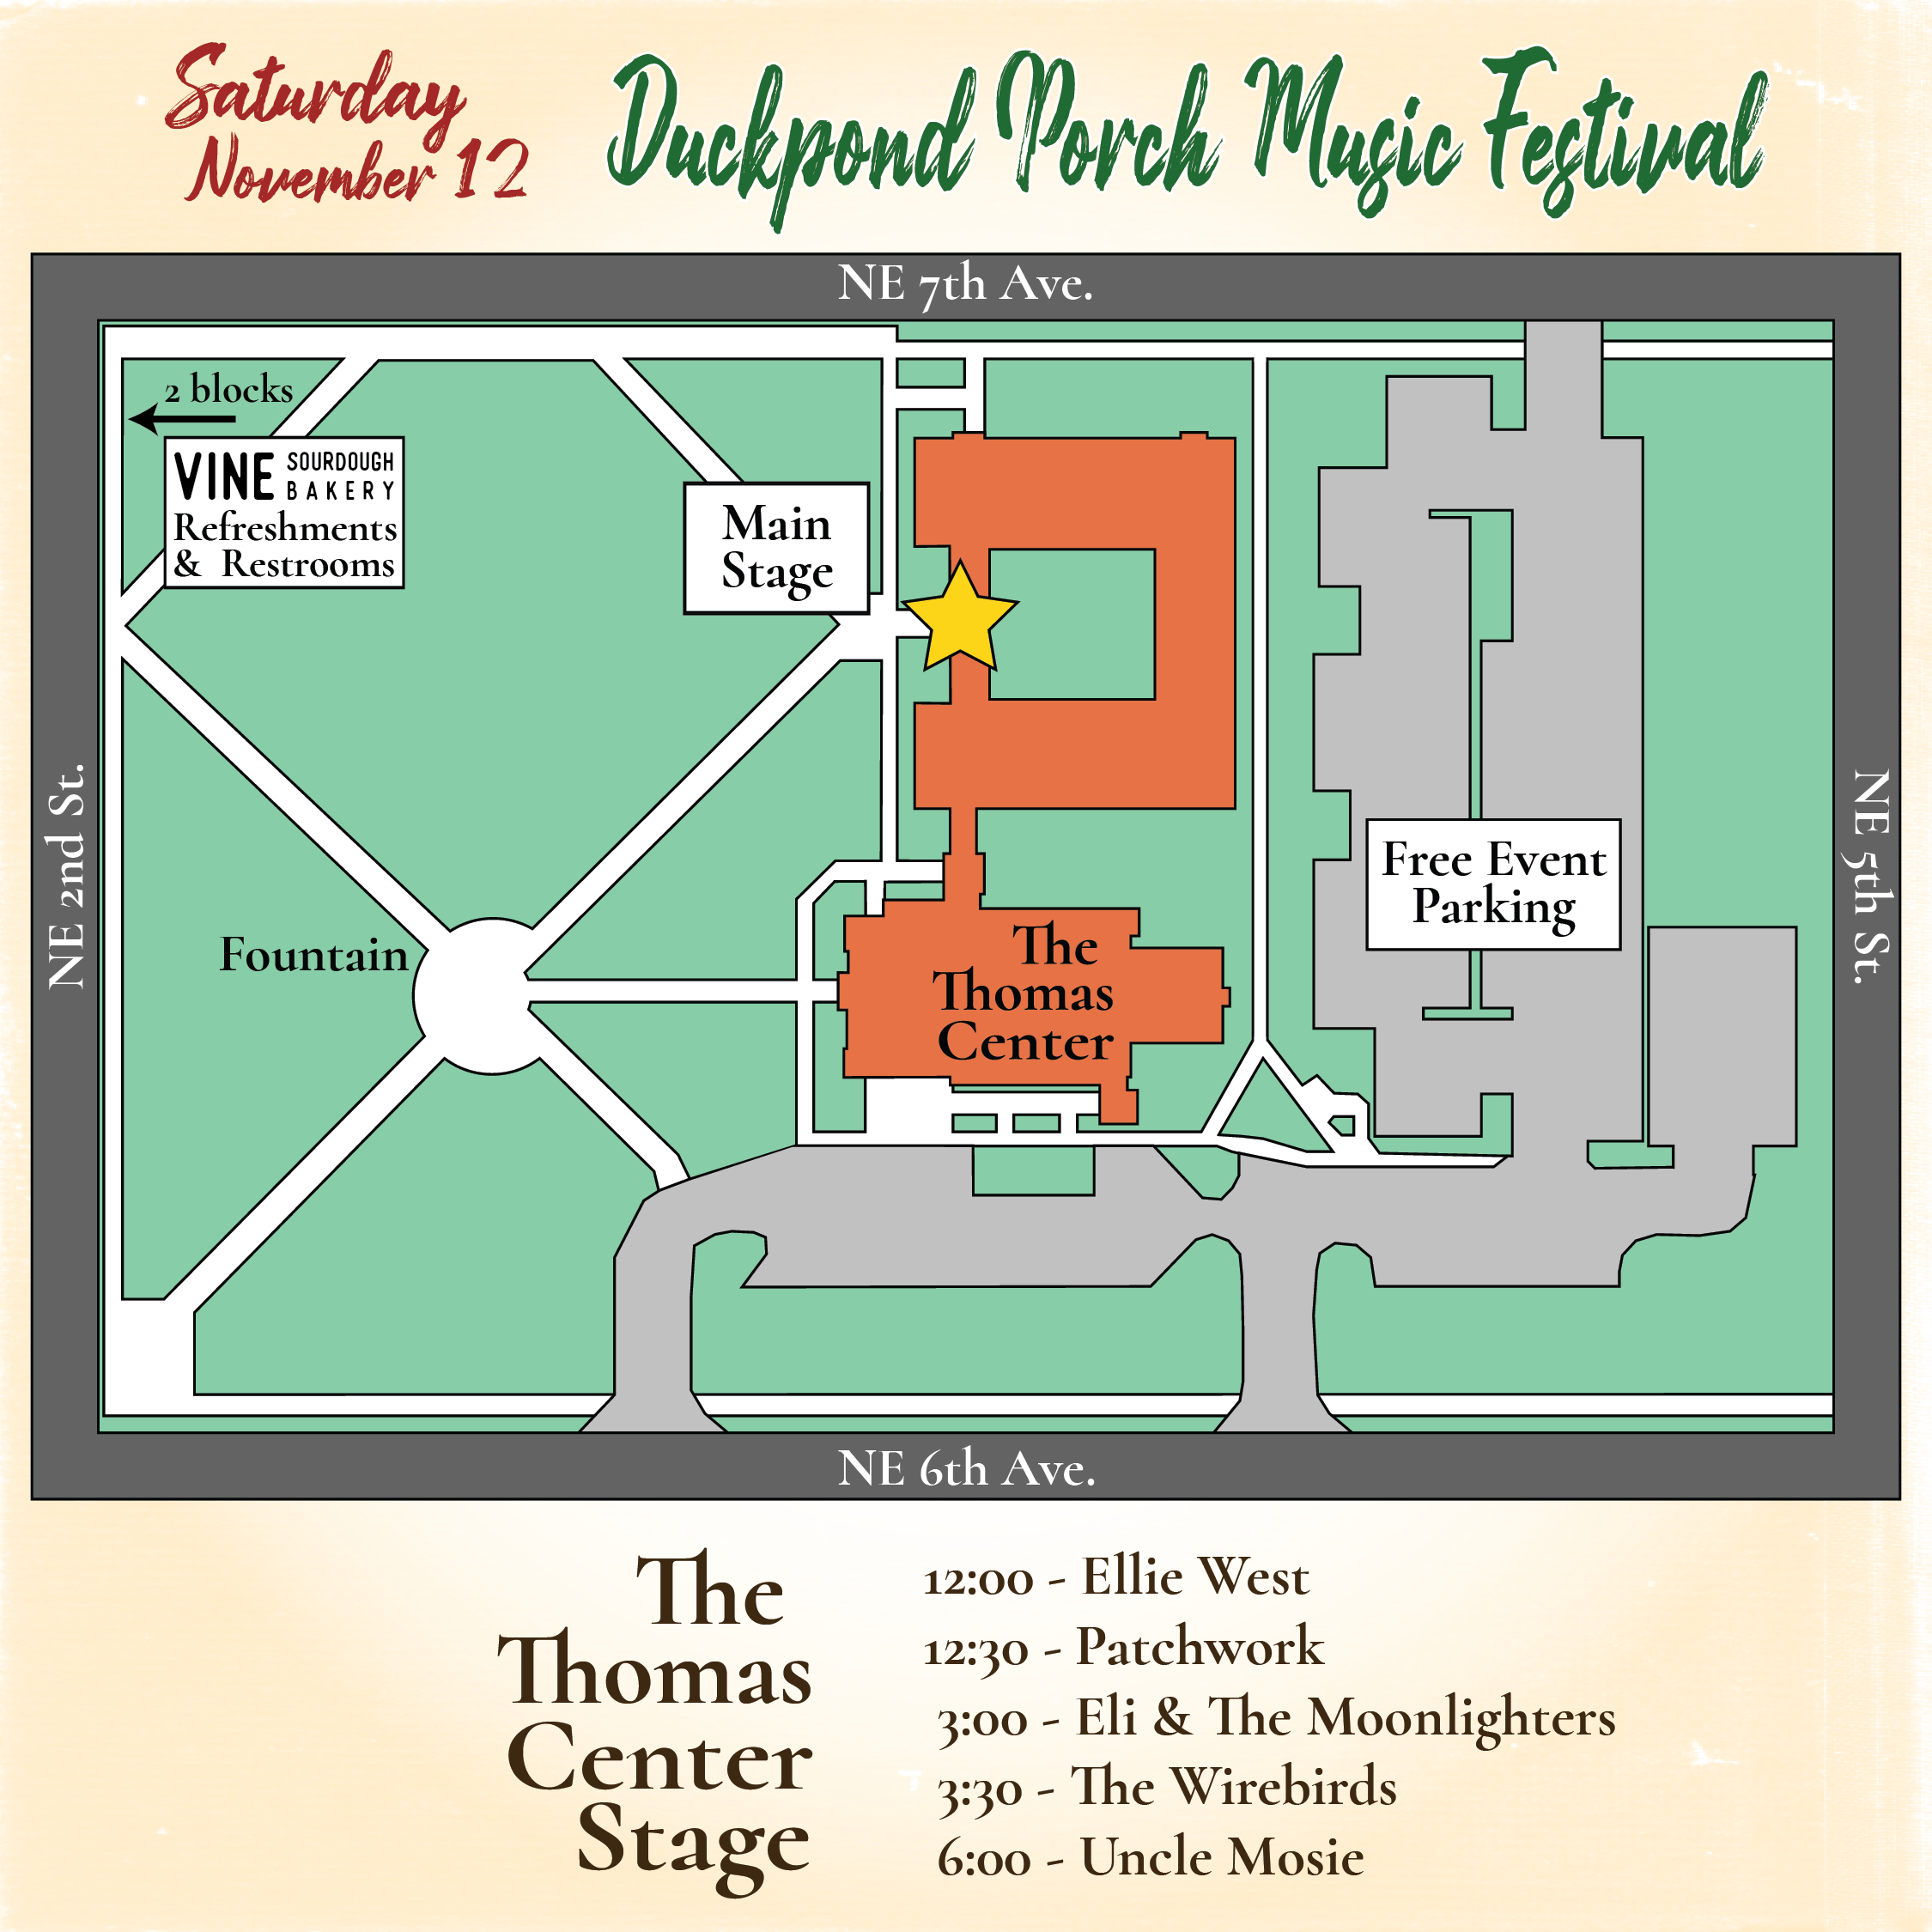 Saturday
November 12
Duckpond Porch Music Festival
NE 7th Ave.
2 blocks
VINE SOURDOUGH
BAKERY
Refreshments
& Restrooms
Main
Stage
NE 2nd St.
Fountain
The
Thomas
Center
Free Event
Parking
NE 5th St.
NE 6th Ave.
The
Thomas
Center
Stage
12:00 - Ellie West
12:30 - Patchwork
3:00 - Eli & The Moonlighters
3:30 - The Wirebirds
6:00 - Uncle Mosie